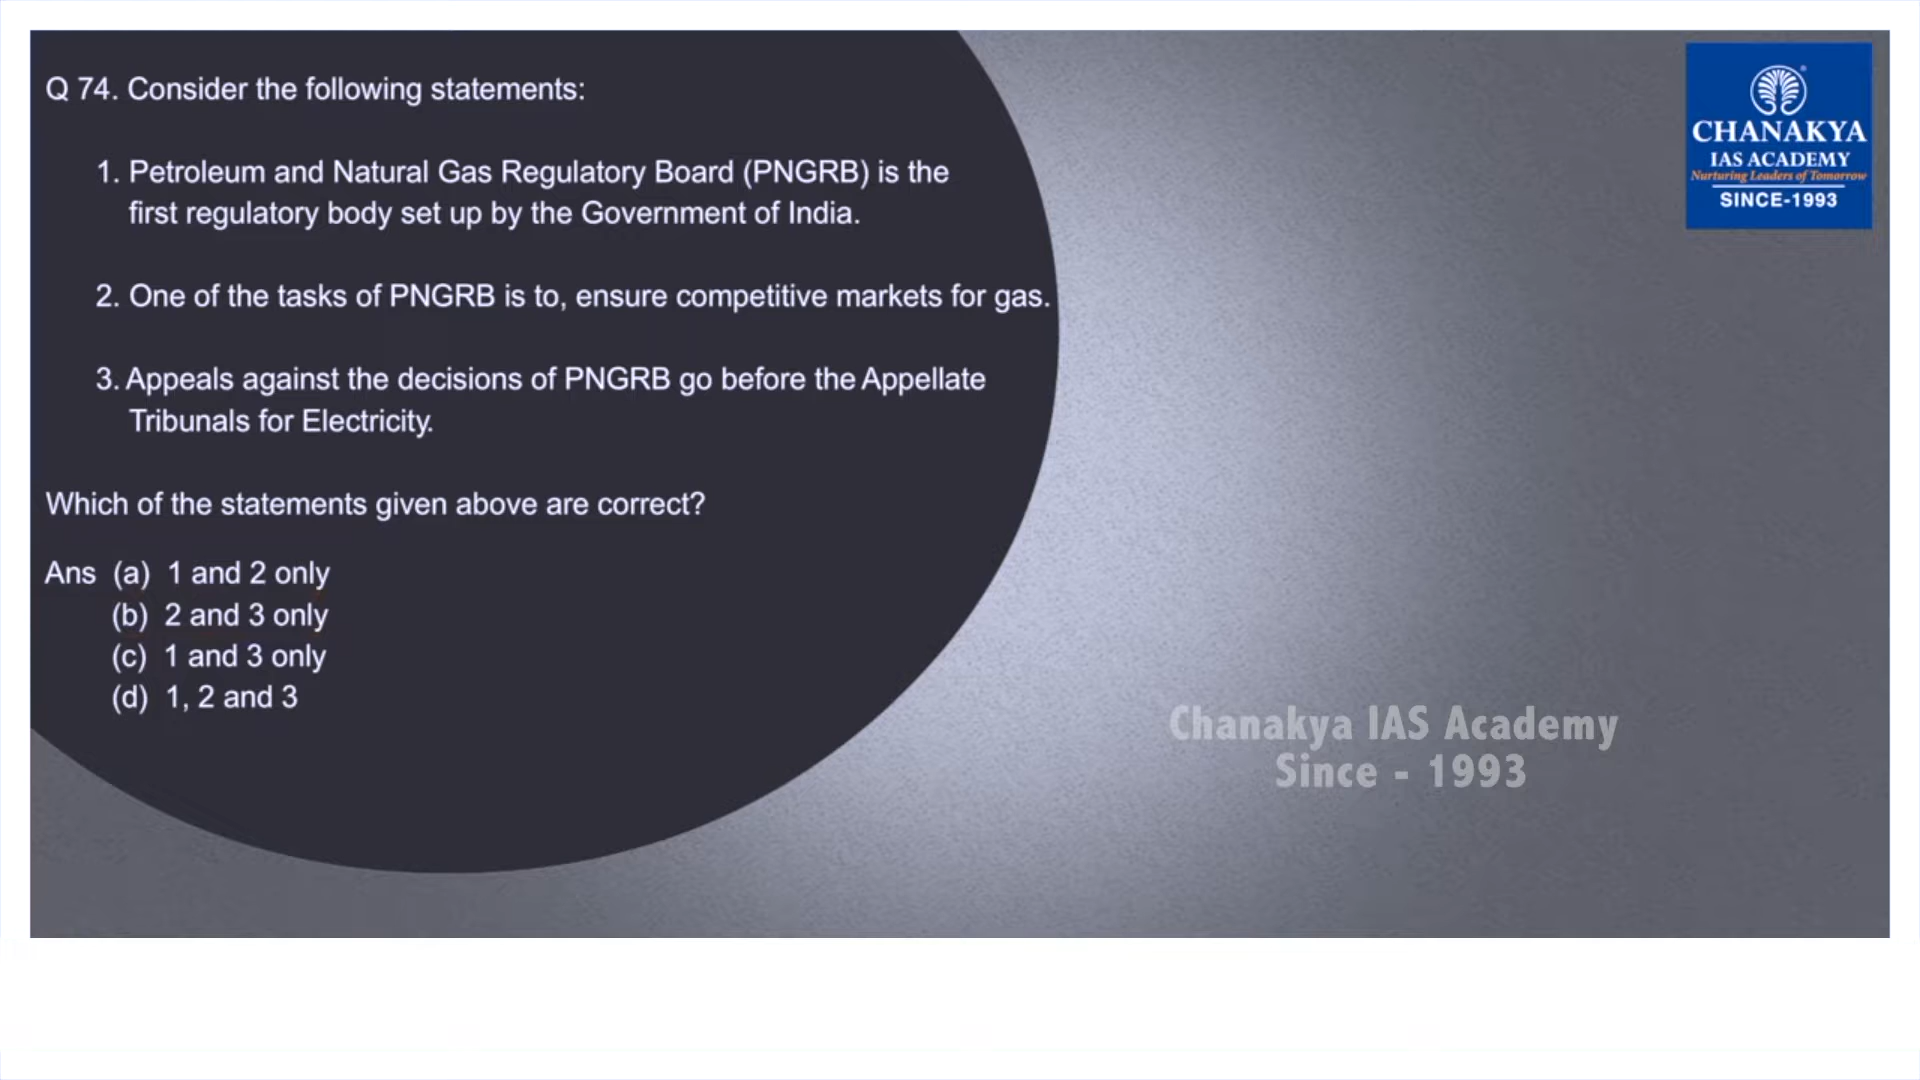 Q 74. Consider the following statements:
1. Petroleum and Natural Gas Regulatory Board (PNGRB) is the
first regulatory body set up by the Government of India.
2. One of the tasks of PNGRB is to, ensure competitive markets for gas.
3. Appeals against the decisions of PNGRB go before the Appellate
Tribunals for Electricity.
Which of the statements given above are correct?
Ans (a) 1 and 2 only
(b) 2 and 3 only
(c) 1 and 3 only
(d) 1, 2 and 3
CHANAKYA
IAS ACADEMY
Nurturing Leaders of Tomorrow
SINCE-1993
Chanakya IAS Academy
Since - 1993